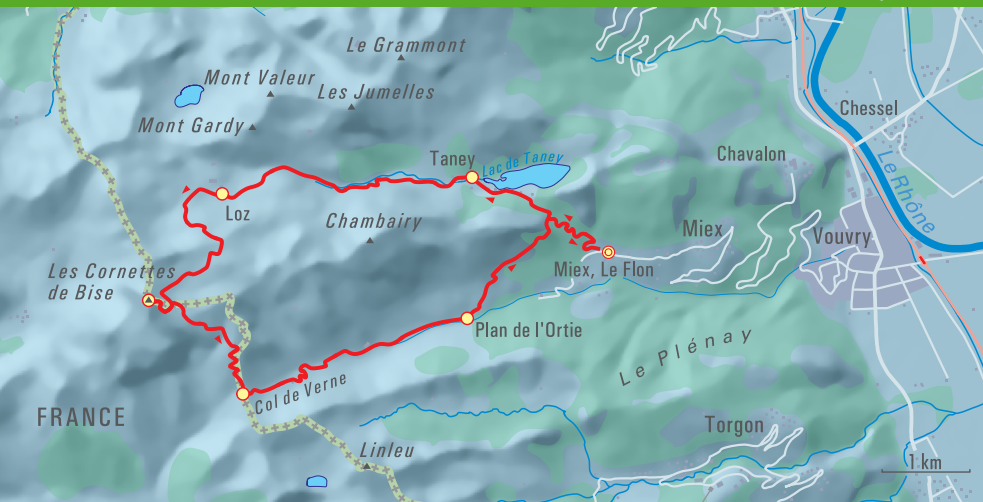 Le Grammont
Mont Valeur
Les Jumelles
Mont Gardy
Chessel
Taney
Lac de Taney
Chavalon
Le Rhône
Loz
Chambairy
Miex
Vouvry
Les Cornettes
de Bise
Miex, Le Flon
Plan de l'Ortie
Le Plénay
Col de Verne
FRANCE
Torgon
Linleu
1 km